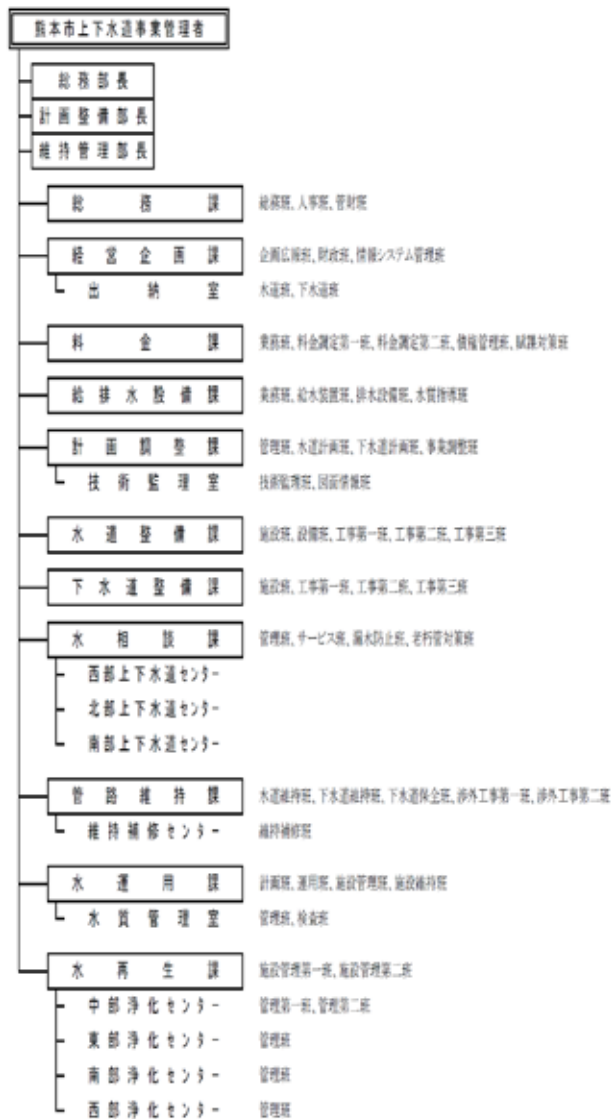 熊本市上下水道事業管理者
総務部長
計画整備部長
維持管理部長
総務課 総務班、人事班、管財班
経営企画課 企画広報班、財政班、情報システム管理班
出納室 水道班、下水道班
料金課 業務班、料金調定第一班、料金調定第二班、債権管理班、賦課対策班
給排水設備課 業務班、給水装置班、排水設備班、水質指導班
計画調整課 管理班、水道計画班、下水道計画班、事業調整班
技術監理室 技術監理班、図面情報班
水道整備課 施設班、設備班、工事第一班、工事第二班、工事第三班
下水道整備課 施設班、工事第一班、工事第二班、工事第三班
水相談課 管理班、サービス班、漏水防止班、老朽管対策班
西部上下水道センター
北部上下水道センター
南部上下水道センター
管路維持課 水道維持班、下水道維持班、下水道保全班、渉外工事第一班、渉外工事第二班
維持補修センター 維持補修班
水運用課 計画班、運用班、施設管理班、施設維持班
水質管理室 管理班、検査班
水再生課 施設管理第一班、施設管理第二班
中部浄化センター 管理第一班、管理第二班
東部浄化センター 管理班
南部浄化センター 管理班
西部浄化センター 管理班